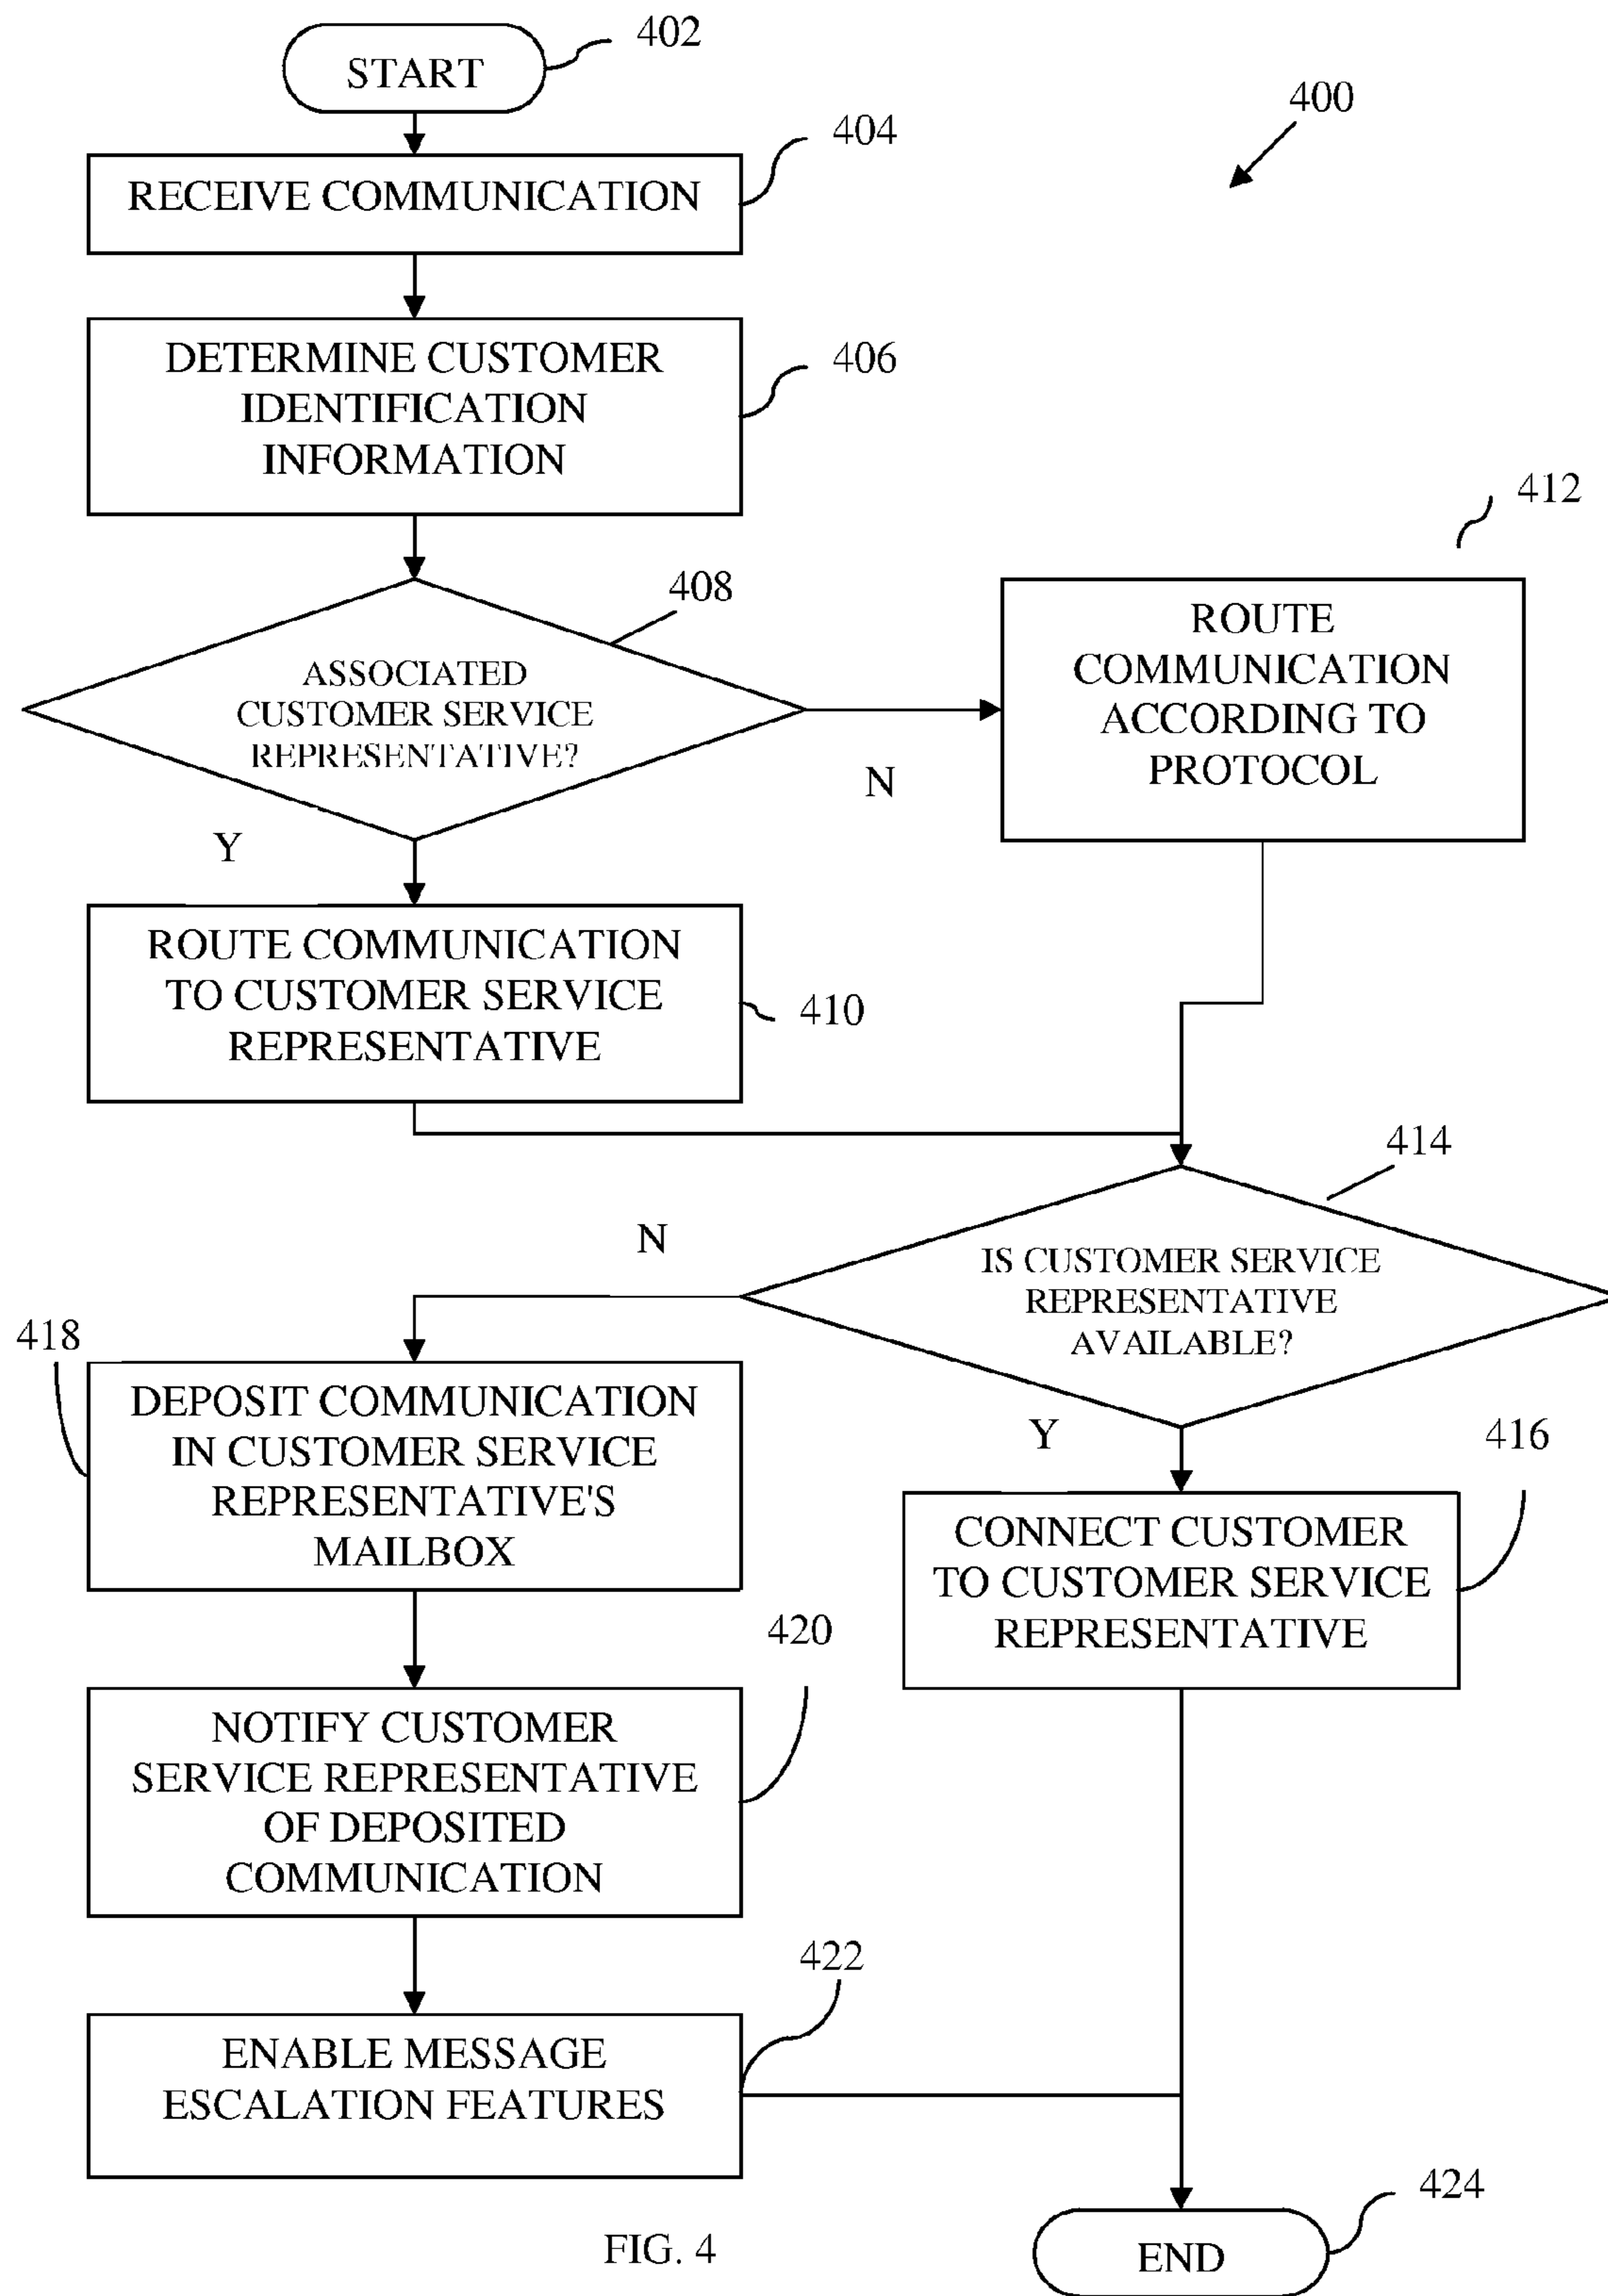 START
402
400
RECEIVE COMMUNICATION
404
DETERMINE CUSTOMER
IDENTIFICATION
INFORMATION
406
408
ASSOCIATED
CUSTOMER SERVICE
REPRESENTATIVE?
N
Y
412
ROUTE
COMMUNICATION
ACCORDING TO
PROTOCOL
ROUTE COMMUNICATION
TO CUSTOMER SERVICE
REPRESENTATIVE
410
414
IS CUSTOMER SERVICE
REPRESENTATIVE
AVAILABLE?
N
Y
418
DEPOSIT COMMUNICATION
IN CUSTOMER SERVICE
REPRESENTATIVE'S
MAILBOX
416
CONNECT CUSTOMER
TO CUSTOMER SERVICE
REPRESENTATIVE
420
NOTIFY CUSTOMER
SERVICE REPRESENTATIVE
OF DEPOSITED
COMMUNICATION
422
ENABLE MESSAGE
ESCALATION FEATURES
424
END
FIG. 4